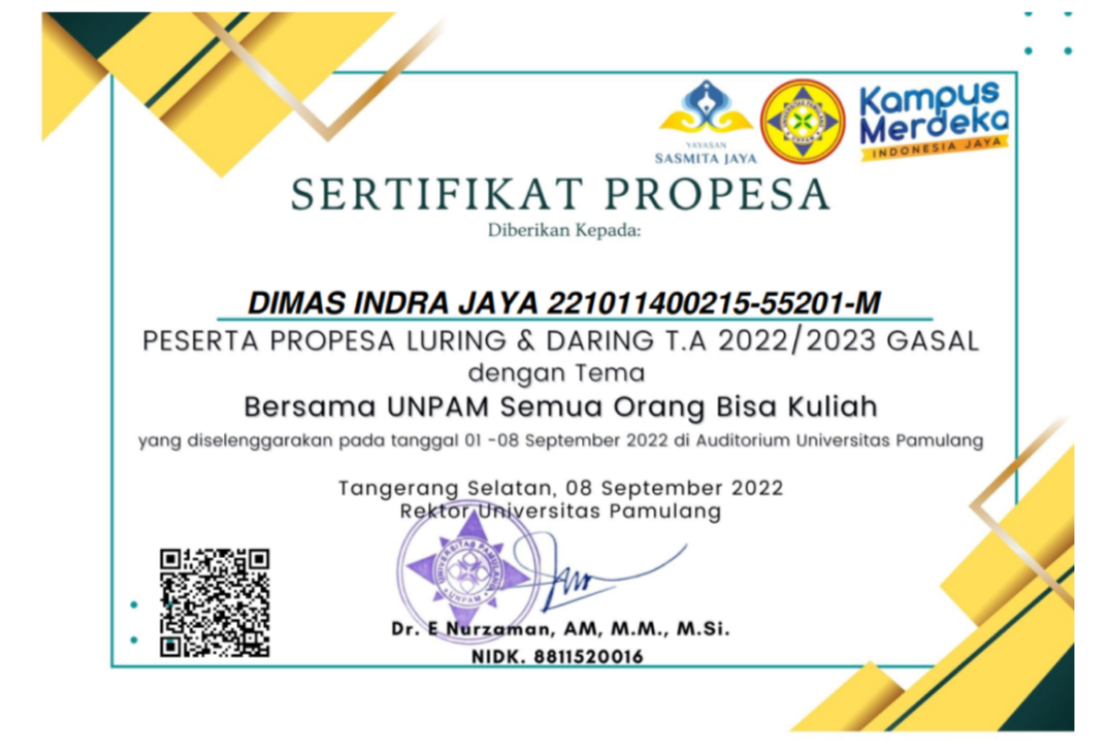 YAYASAN
SASMITA JAYA
UNIVERSITAS PAMULANG
UNPAM
Kampus
Merdeka
INDONESIA JAYA
SERTIFIKAT PROPESA
Diberikan Kepada:
DIMAS INDRA JAYA 221011400215-55201-M
PESERTA PROPESA LURING & DARING T.A 2022/2023 GASAL
dengan Tema
Bersama UNPAM Semua Orang Bisa Kuliah
yang diselenggarakan pada tanggal 01 -08 September 2022 di Auditorium Universitas Pamulang
Tangerang Selatan, 08 September 2022
Rektor Universitas Pamulang
UNIVERSITAS PAMULANG
UNPAM
Dr. E Nurzaman, AM, M.M., M.Si.
NIDK. 8811520016